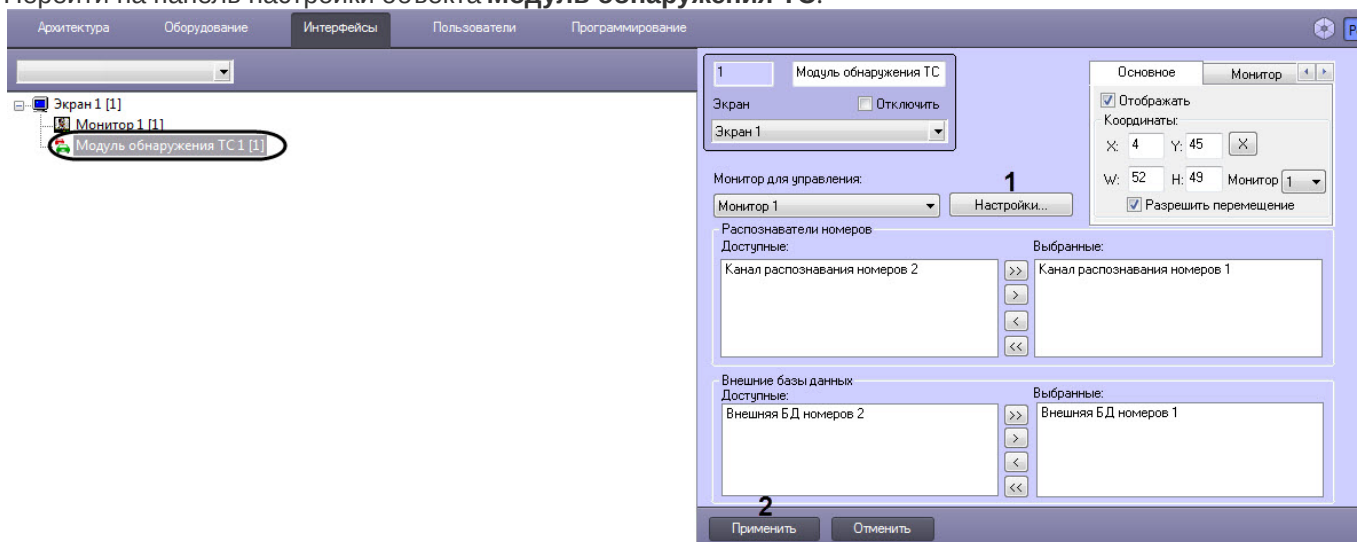 Перейти на панель настройки объекта Модуль обнаружения ТС.
Архитектура Оборудование Интерфейсы Пользователи Программирование
Экран 1 [1]
Монитор 1 [1]
Модуль обнаружения ТС 1 [1]
1 Модуль обнаружения ТС
Экран Отключить
Экран 1
Основное Монитор
Отображать
Координаты:
X: 4 Y: 45 X
W: 52 H: 49 Монитор 1
Разрешить перемещение
Монитор для управления:
1
Монитор 1 Настройки...
Распознаватели номеров
Доступные: Выбранные:
Канал распознавания номеров 2 >> Канал распознавания номеров 1
>
<
<<
Внешние базы данных
Доступные: Выбранные:
Внешняя БД номеров 2 >> Внешняя БД номеров 1
>
<
<<
2
Применить Отменить